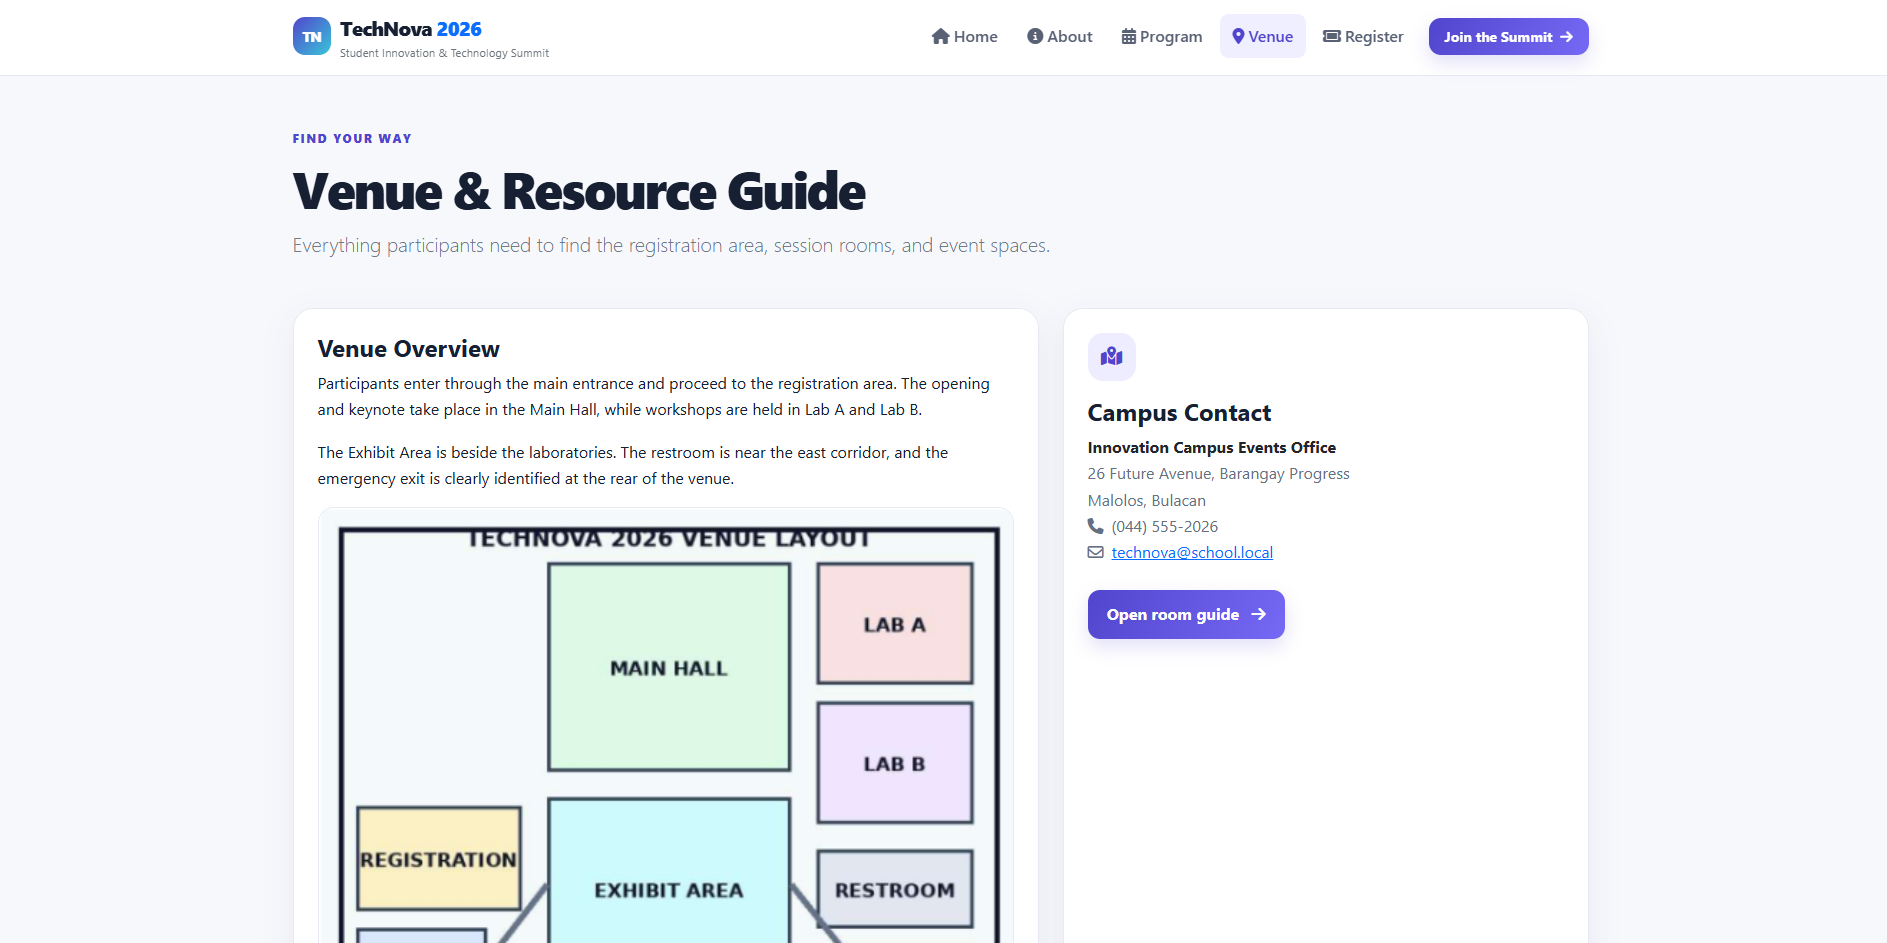 TN
TechNova 2026
Student Innovation & Technology Summit
Home
About
Program
Venue
Register
Join the Summit
FIND YOUR WAY
Venue & Resource Guide
Everything participants need to find the registration area, session rooms, and event spaces.
Venue Overview
Participants enter through the main entrance and proceed to the registration area. The opening
and keynote take place in the Main Hall, while workshops are held in Lab A and Lab B.
The Exhibit Area is beside the laboratories. The restroom is near the east corridor, and the
emergency exit is clearly identified at the rear of the venue.
TECHNOVA 2026 VENUE LAYOUT
MAIN HALL
LAB A
LAB B
REGISTRATION
EXHIBIT AREA
RESTROOM
Campus Contact
Innovation Campus Events Office
26 Future Avenue, Barangay Progress
Malolos, Bulacan
(044) 555-2026
technova@school.local
Open room guide